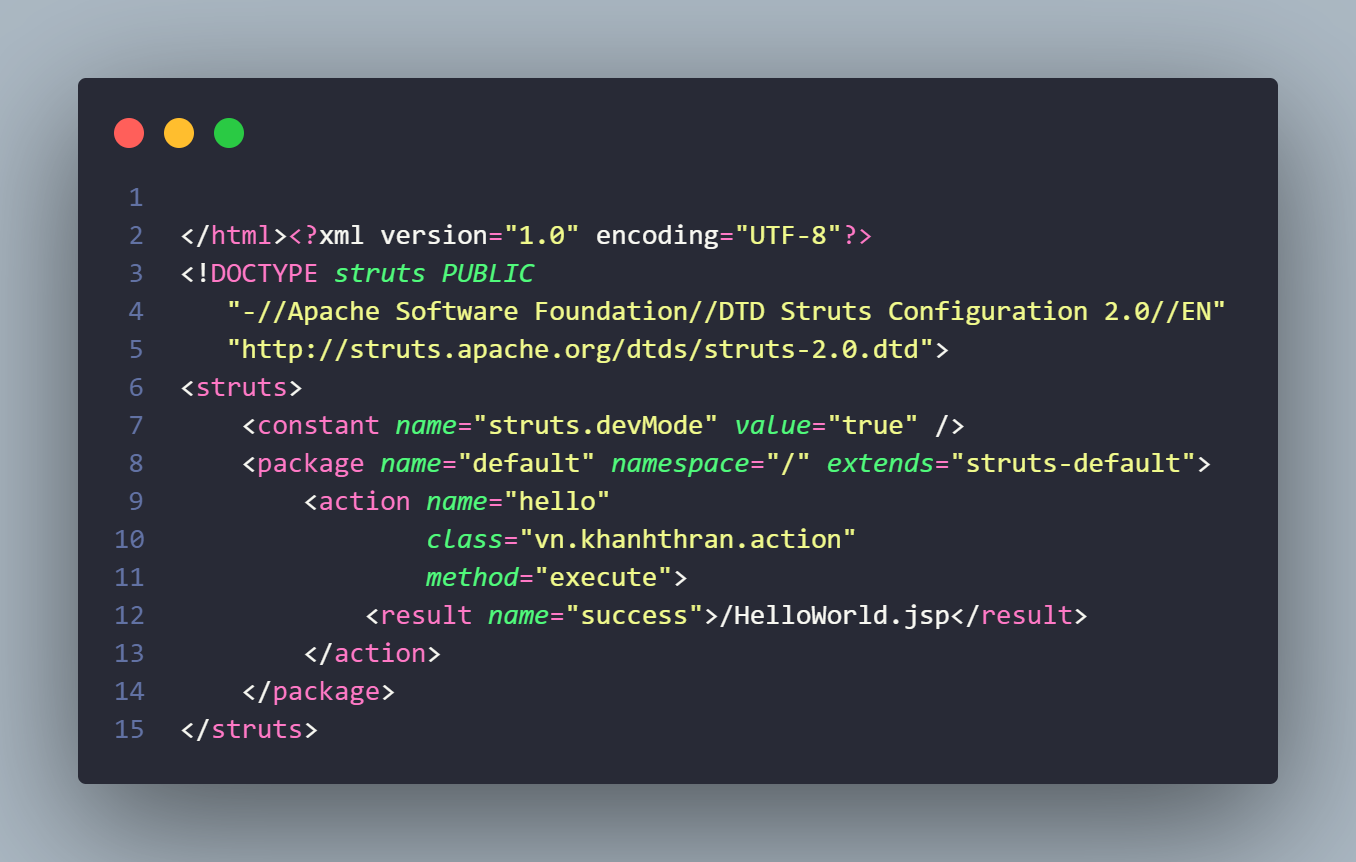 1
2 </html><?xml version="1.0" encoding="UTF-8"?>
3 <!DOCTYPE struts PUBLIC
4    "-//Apache Software Foundation//DTD Struts Configuration 2.0//EN"
5    "http://struts.apache.org/dtds/struts-2.0.dtd">
6 <struts>
7     <constant name="struts.devMode" value="true" />
8     <package name="default" namespace="/" extends="struts-default">
9         <action name="hello"
10                 class="vn.khanhthran.action"
11                 method="execute">
12             <result name="success">/HelloWorld.jsp</result>
13         </action>
14     </package>
15 </struts>